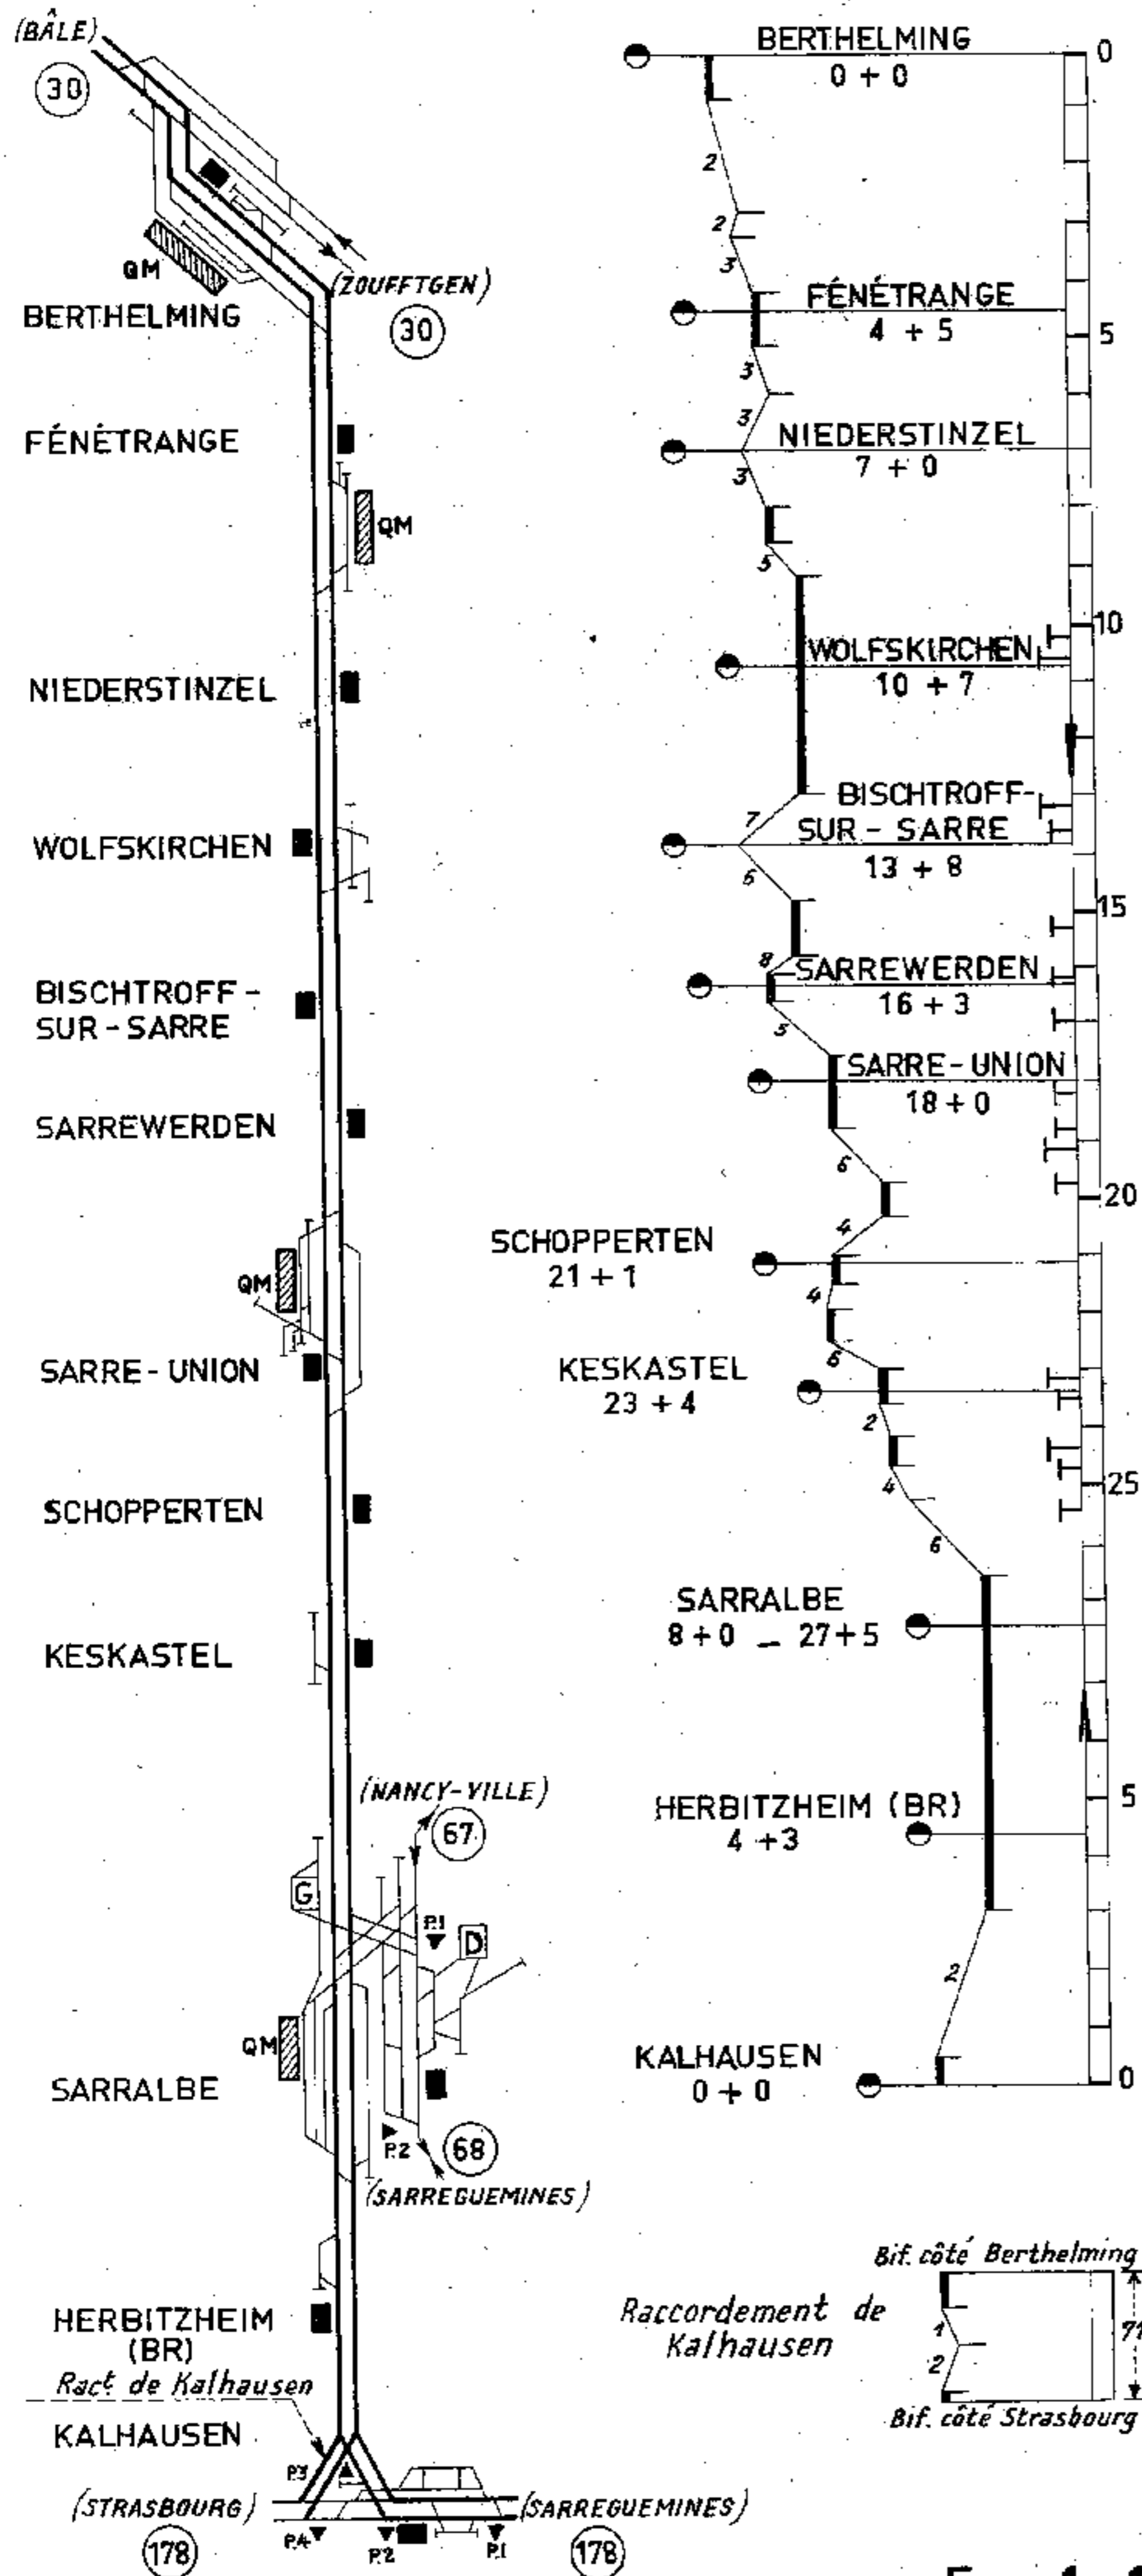 (BÂLE)
30
QM
BERTHELMING
(ZOUFFTGEN)
30
FÉNÉTRANGE
QM
NIEDERSTINZEL
WOLFSKIRCHEN
BISCHTROFF-
SUR-SARRE
SARREWERDEN
QM
SARRE-UNION
SCHOPPERTEN
KESKASTEL
(NANCY-VILLE)
67
G
P.1
D
QM
SARRALBE
P.2
68
(SARREGUEMINES)
HERBITZHEIM
(BR)
Ract de Kalhausen
KALHAUSEN
P.3
(STRASBOURG)
(SARREGUEMINES)
178
P.4
P.2
P.1
178
BERTHELMING
0 + 0
0
2
2
3
FÉNÉTRANGE
4 + 5
5
3
3
NIEDERSTINZEL
7 + 0
3
5
10
WOLFSKIRCHEN
10 + 7
BISCHTROFF-
SUR-SARRE
13 + 8
7
6
15
8
SARREWERDEN
16 + 3
5
SARRE-UNION
18 + 0
6
20
4
SCHOPPERTEN
21 + 1
4
6
KESKASTEL
23 + 4
2
25
4
6
SARRALBE
8 + 0 _ 27 + 5
5
HERBITZHEIM (BR)
4 + 3
2
KALHAUSEN
0 + 0
0
Bif. côté Berthelming
Raccordement de
Kalhausen
1
2
71
Bif. côté Strasbourg